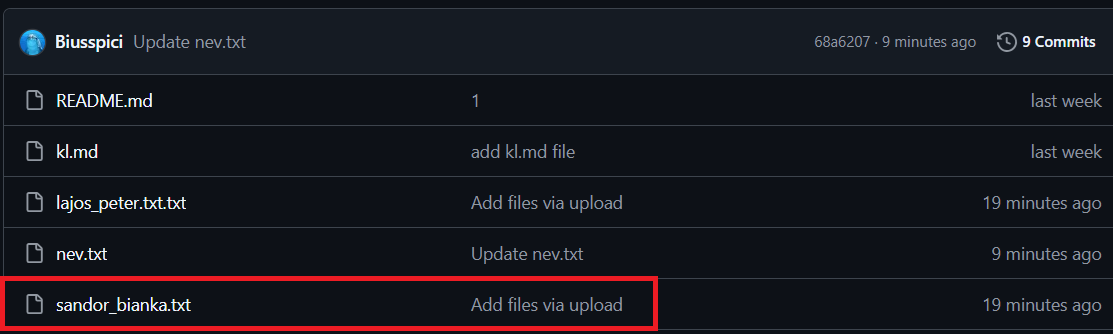 Biusspici Update nev.txt 68a6207 · 9 minutes ago 9 Commits
README.md 1 last week
kl.md add kl.md file last week
lajos_peter.txt.txt Add files via upload 19 minutes ago
nev.txt Update nev.txt 9 minutes ago
sandor_bianka.txt Add files via upload 19 minutes ago